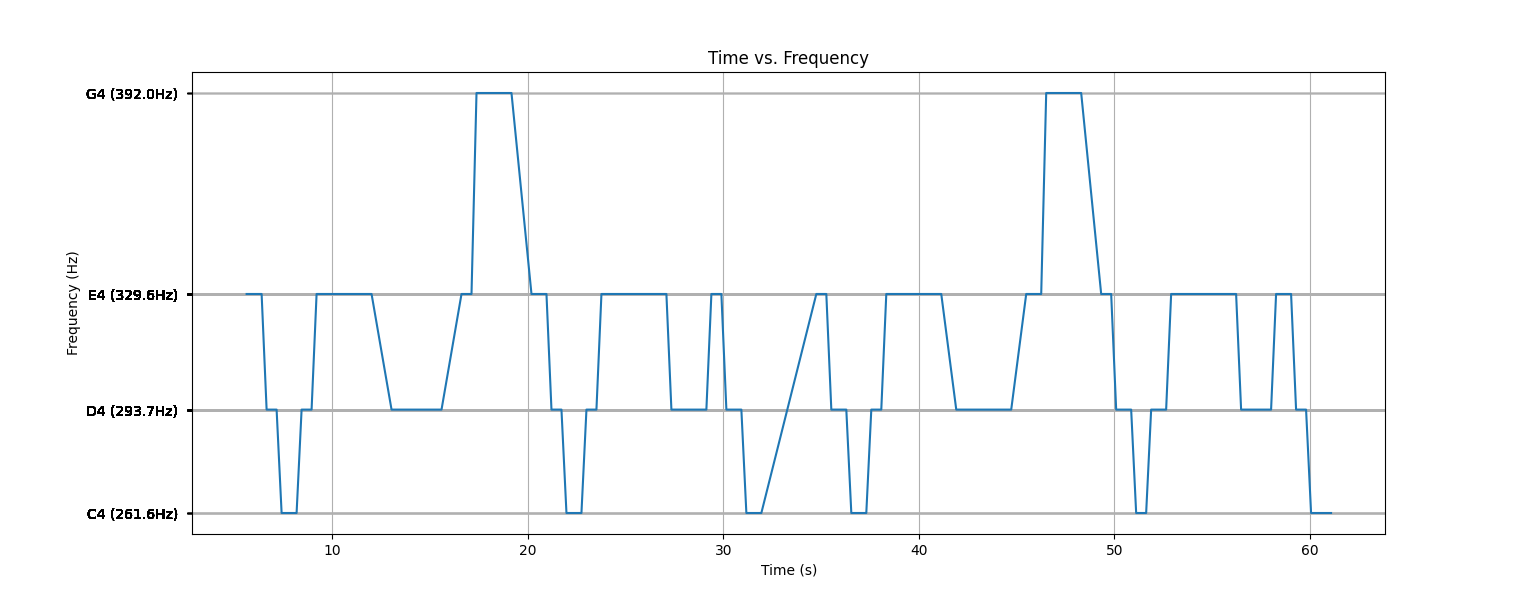 Time vs. Frequency
G4 (392.0Hz)
E4 (329.6Hz)
D4 (293.7Hz)
C4 (261.6Hz)
Frequency (Hz)
10 20 30 40 50 60
Time (s)